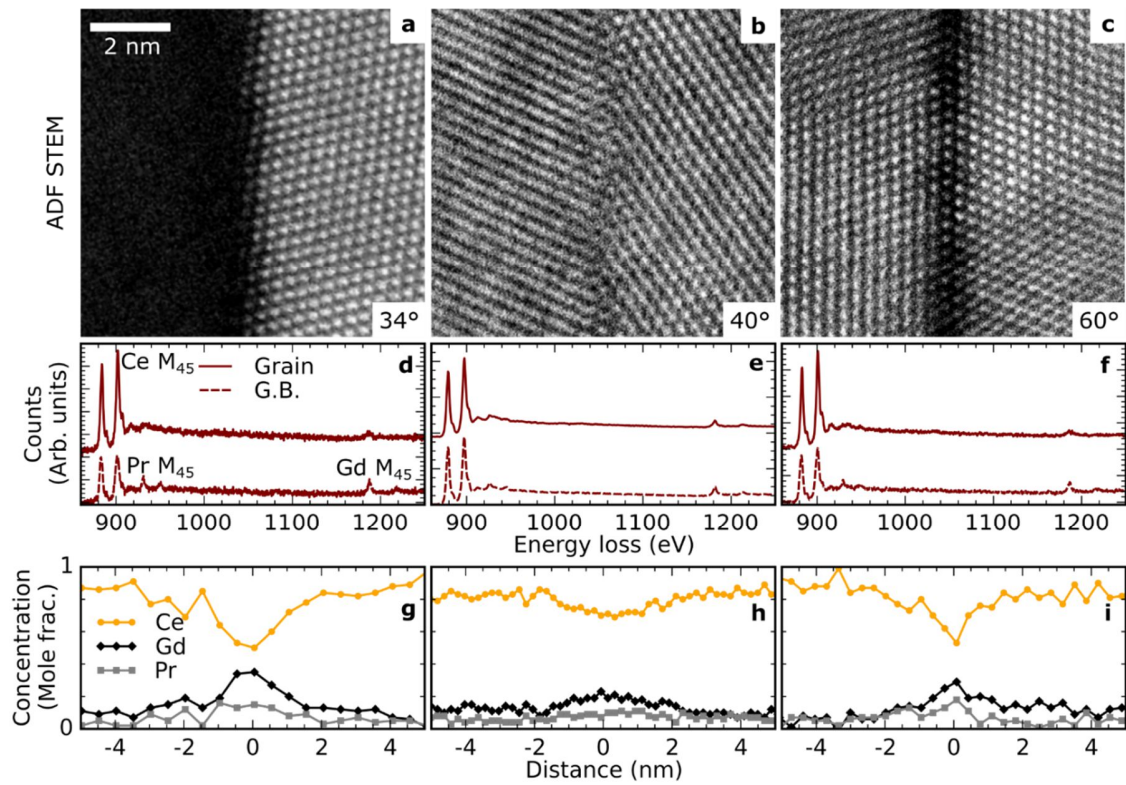 a
b
c
2 nm
ADF STEM
34°
40°
60°
Ce M45
Grain
G.B.
d
e
f
Counts
(Arb. units)
Pr M45
Gd M45
900 1000 1100 1200
900 1000 1100 1200
900 1000 1100 1200
Energy loss (eV)
1
g
h
i
Ce
Gd
Pr
Concentration
(Mole frac.)
0
-4 -2 0 2 4
-4 -2 0 2 4
-4 -2 0 2 4
Distance (nm)